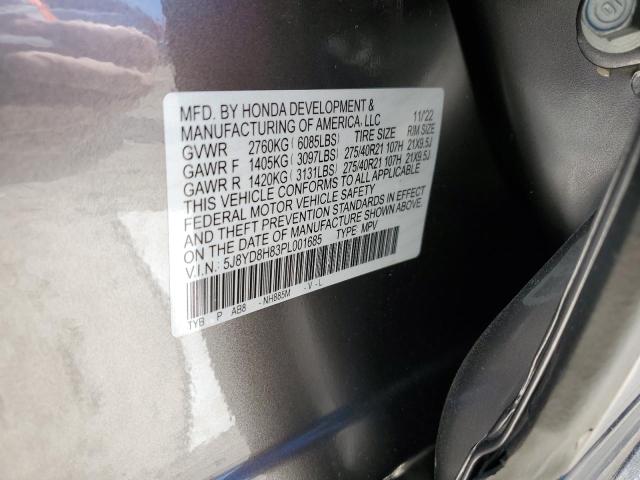 MFD. BY HONDA DEVELOPMENT & 11/22
MANUFACTURING OF AMERICA, LLC
GVWR 2760KG (6085LBS) TIRE SIZE RIM SIZE
GAWR F 1405KG (3097LBS) 275/40R21 107H 21X9.5J
GAWR R 1420KG (3131LBS) 275/40R21 107H 21X9.5J
THIS VEHICLE CONFORMS TO ALL APPLICABLE
FEDERAL MOTOR VEHICLE SAFETY
AND THEFT PREVENTION STANDARDS IN EFFECT
ON THE DATE OF MANUFACTURE SHOWN ABOVE.
V.I.N: 5J8YD8H83PL001685 TYPE: MPV
TYB P AB8 -NH885M -V-L